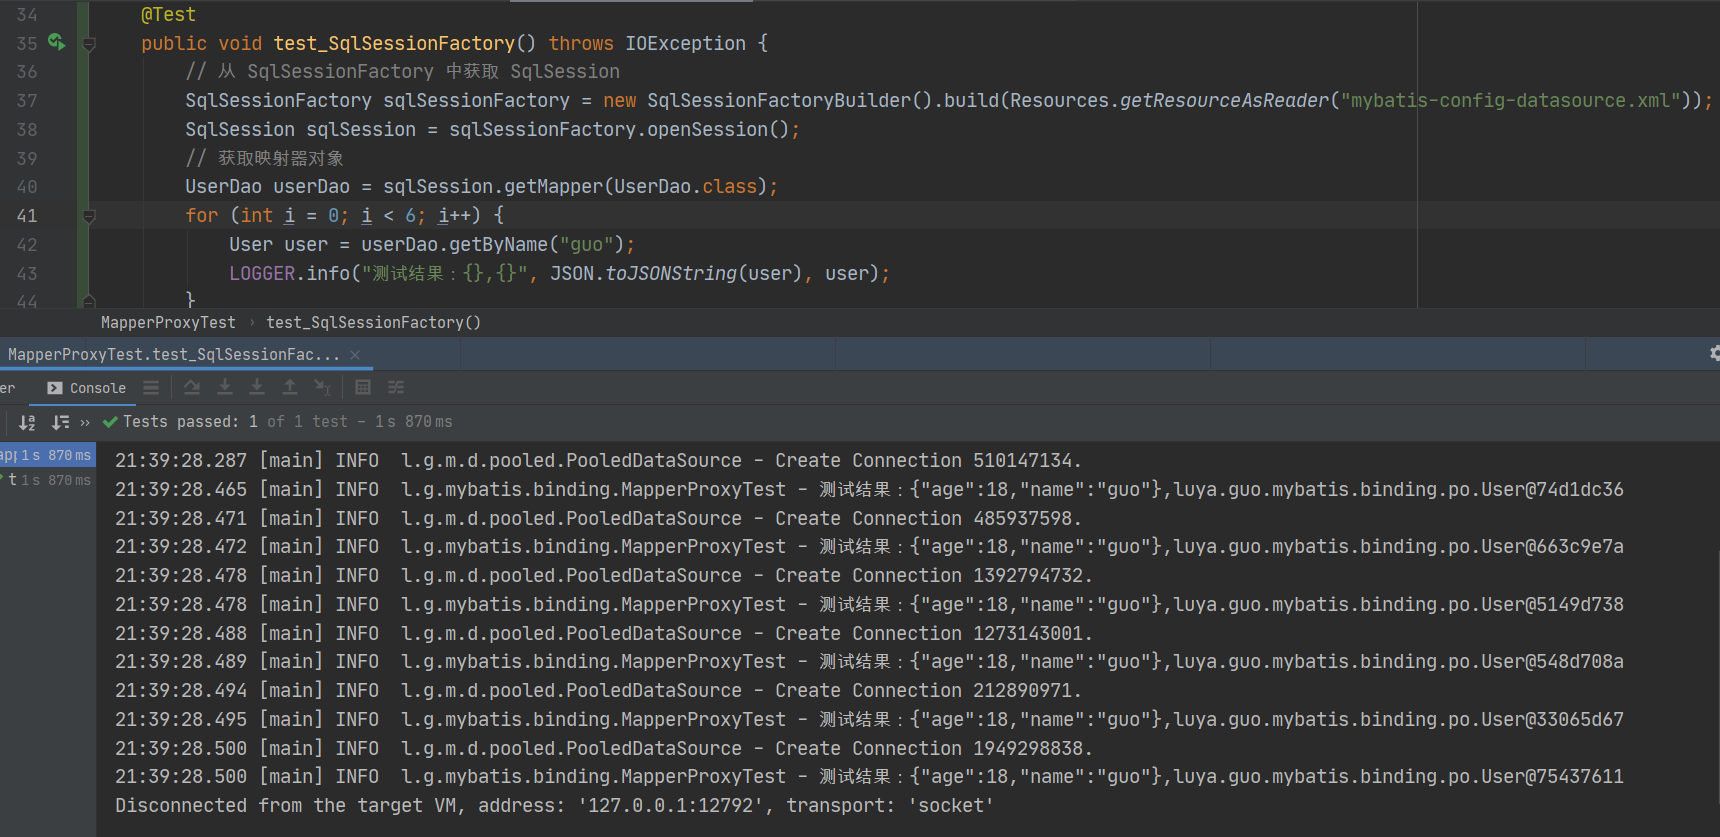 34 @Test
35 public void test_SqlSessionFactory() throws IOException {
36 // 从 SqlSessionFactory 中获取 SqlSession
37 SqlSessionFactory sqlSessionFactory = new SqlSessionFactoryBuilder().build(Resources.getResourceAsReader("mybatis-config-datasource.xml"));
38 SqlSession sqlSession = sqlSessionFactory.openSession();
39 // 获取映射器对象
40 UserDao userDao = sqlSession.getMapper(UserDao.class);
41 for (int i = 0; i < 6; i++) {
42 User user = userDao.getByName("guo");
43 LOGGER.info("测试结果：{},{}", JSON.toJSONString(user), user);
44 }
MapperProxyTest › test_SqlSessionFactory()
MapperProxyTest.test_SqlSessionFac... ×
er Console
» Tests passed: 1 of 1 test – 1 s 870 ms
app 1 s 870 ms
t 1 s 870 ms
21:39:28.287 [main] INFO  l.g.m.d.pooled.PooledDataSource - Create Connection 510147134.
21:39:28.465 [main] INFO  l.g.mybatis.binding.MapperProxyTest - 测试结果：{"age":18,"name":"guo"},luya.guo.mybatis.binding.po.User@74d1dc36
21:39:28.471 [main] INFO  l.g.m.d.pooled.PooledDataSource - Create Connection 485937598.
21:39:28.472 [main] INFO  l.g.mybatis.binding.MapperProxyTest - 测试结果：{"age":18,"name":"guo"},luya.guo.mybatis.binding.po.User@663c9e7a
21:39:28.478 [main] INFO  l.g.m.d.pooled.PooledDataSource - Create Connection 1392794732.
21:39:28.478 [main] INFO  l.g.mybatis.binding.MapperProxyTest - 测试结果：{"age":18,"name":"guo"},luya.guo.mybatis.binding.po.User@5149d738
21:39:28.488 [main] INFO  l.g.m.d.pooled.PooledDataSource - Create Connection 1273143001.
21:39:28.489 [main] INFO  l.g.mybatis.binding.MapperProxyTest - 测试结果：{"age":18,"name":"guo"},luya.guo.mybatis.binding.po.User@548d708a
21:39:28.494 [main] INFO  l.g.m.d.pooled.PooledDataSource - Create Connection 212890971.
21:39:28.495 [main] INFO  l.g.mybatis.binding.MapperProxyTest - 测试结果：{"age":18,"name":"guo"},luya.guo.mybatis.binding.po.User@33065d67
21:39:28.500 [main] INFO  l.g.m.d.pooled.PooledDataSource - Create Connection 1949298838.
21:39:28.500 [main] INFO  l.g.mybatis.binding.MapperProxyTest - 测试结果：{"age":18,"name":"guo"},luya.guo.mybatis.binding.po.User@75437611
Disconnected from the target VM, address: '127.0.0.1:12792', transport: 'socket'